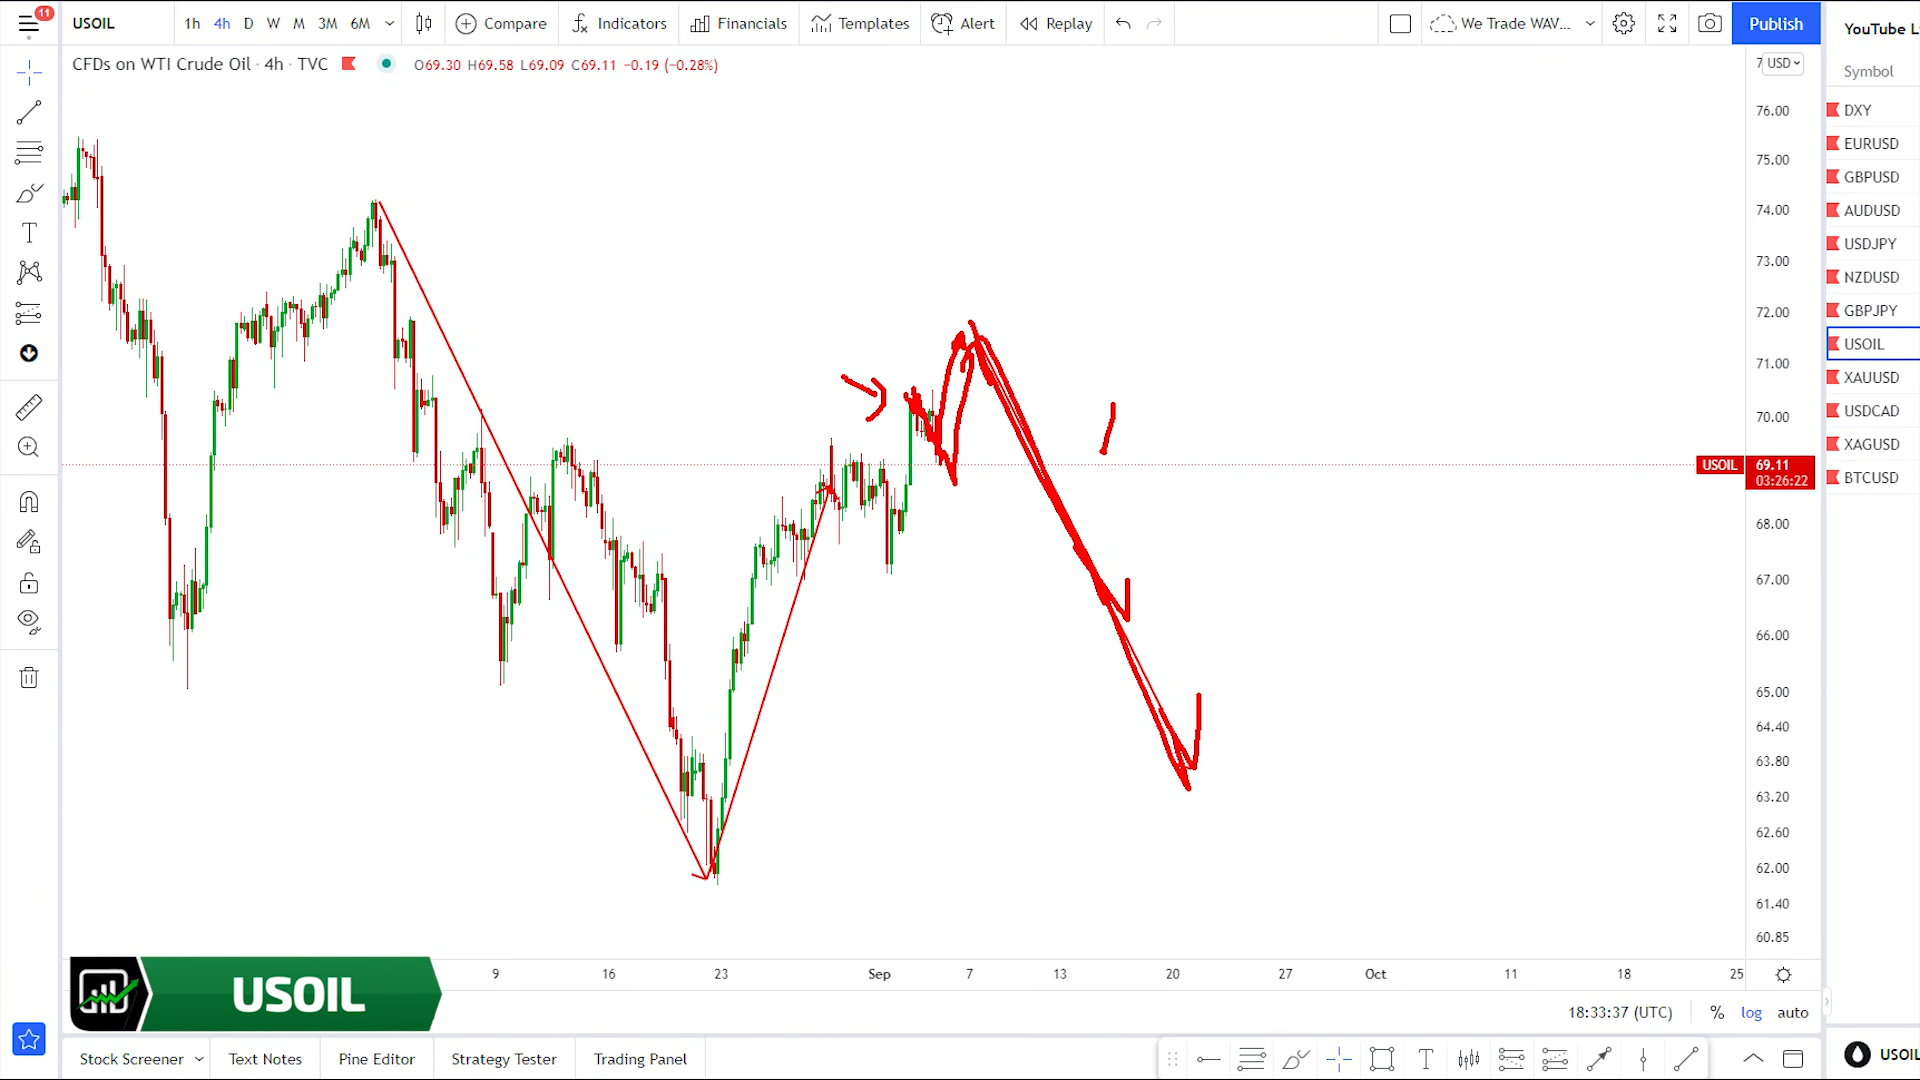 11
USOIL
1h 4h D W M 3M 6M
Compare
Indicators
Financials
Templates
Alert
Replay
We Trade WAV...
Publish
YouTube L
CFDs on WTI Crude Oil · 4h · TVC
O69.30 H69.58 L69.09 C69.11 −0.19 (−0.28%)
USD
Symbol
76.00
75.00
74.00
73.00
72.00
71.00
70.00
USOIL 69.11
03:26:22
68.00
67.00
66.00
65.00
64.40
63.80
63.20
62.60
62.00
61.40
60.85
DXY
EURUSD
GBPUSD
AUDUSD
USDJPY
NZDUSD
GBPJPY
USOIL
XAUUSD
USDCAD
XAGUSD
BTCUSD
9 16 23 Sep 7 13 20 27 Oct 11 18 25
USOIL
18:33:37 (UTC) % log auto
Stock Screener
Text Notes
Pine Editor
Strategy Tester
Trading Panel
USOIL